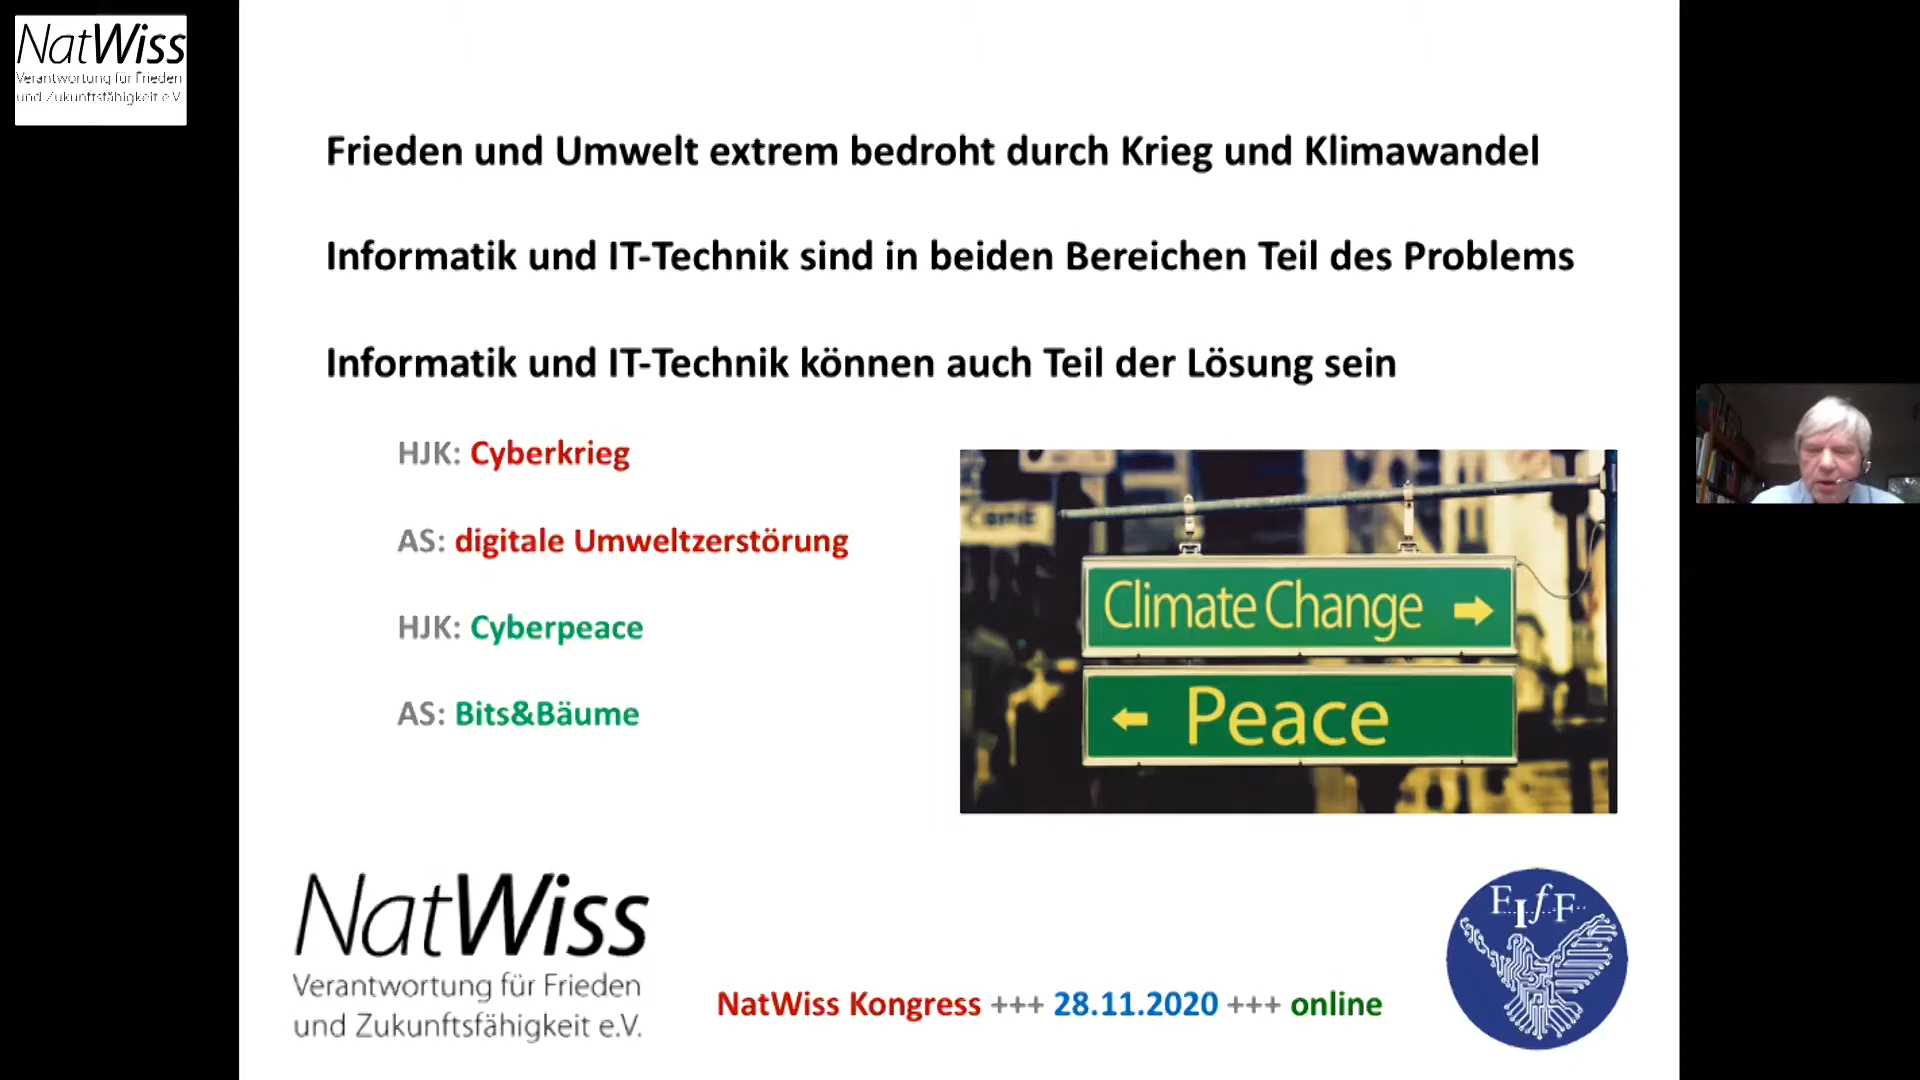 NatWiss
Verantwortung für Frieden
und Zukunftsfähigkeit e.V.
Frieden und Umwelt extrem bedroht durch Krieg und Klimawandel
Informatik und IT-Technik sind in beiden Bereichen Teil des Problems
Informatik und IT-Technik können auch Teil der Lösung sein
HJK: Cyberkrieg
AS: digitale Umweltzerstörung
HJK: Cyberpeace
AS: Bits&Bäume
Climate Change
Peace
NatWiss
Verantwortung für Frieden
und Zukunftsfähigkeit e.V.
NatWiss Kongress +++ 28.11.2020 +++ online
FIfF